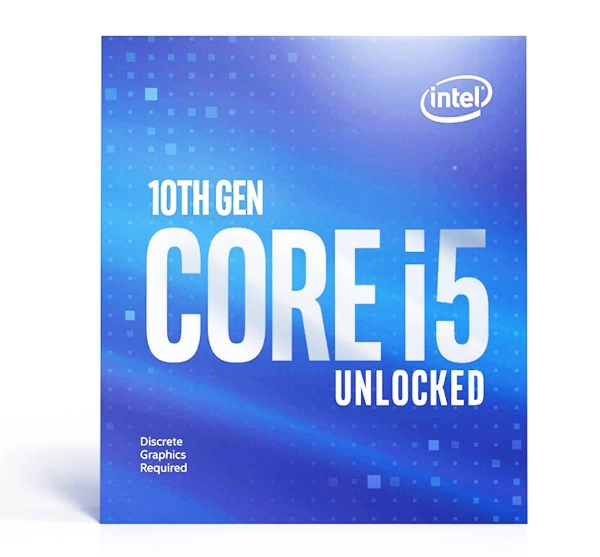 intel
10TH GEN
CORE i5
UNLOCKED
Discrete
Graphics
Required